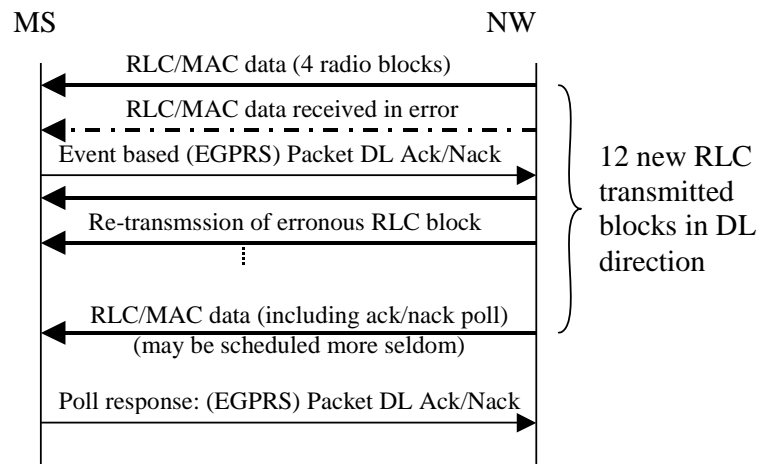 MS
NW
RLC/MAC data (4 radio blocks)
RLC/MAC data received in error
Event based (EGPRS) Packet DL Ack/Nack
Re-transmssion of erronous RLC block
RLC/MAC data (including ack/nack poll)
(may be scheduled more seldom)
Poll response: (EGPRS) Packet DL Ack/Nack
12 new RLC
transmitted
blocks in DL
direction